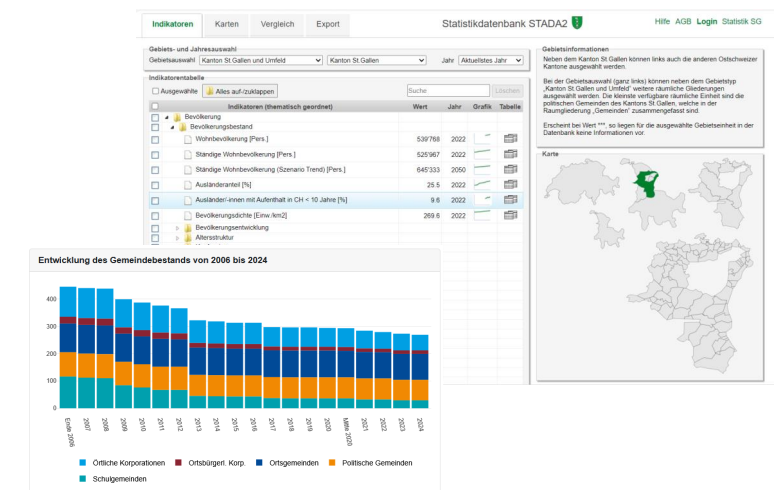 Indikatoren Karten Vergleich Export
Statistikdatenbank STADA2
Hilfe AGB Login Statistik SG
Gebiets- und Jahresauswahl
Gebietsauswahl Kanton St.Gallen und Umfeld Kanton St.Gallen Jahr Aktuellstes Jahr
Indikatorentabelle
Ausgewählte Alles auf-/zuklappen Suche Löschen
Indikatoren (thematisch geordnet) Wert Jahr Grafik Tabelle
Bevölkerung
Bevölkerungsbestand
Wohnbevölkerung [Pers.] 539'768 2022
Ständige Wohnbevölkerung [Pers.] 525'967 2022
Ständige Wohnbevölkerung (Szenario Trend) [Pers.] 645'333 2050
Ausländeranteil [%] 25.5 2022
Ausländer/-innen mit Aufenthalt in CH < 10 Jahre [%] 9.6 2022
Bevölkerungsdichte [Einw./km2] 269.6 2022
Bevölkerungsentwicklung
Altersstruktur
Gebietsinformationen
Neben dem Kanton St.Gallen können links auch die anderen Ostschweizer
Kantone ausgewählt werden.
Bei der Gebietsauswahl (ganz links) können neben dem Gebietstyp
„Kanton St.Gallen und Umfeld" weitere räumliche Gliederungen
ausgewählt werden. Die kleinste verfügbare räumliche Einheit sind die
politischen Gemeinden des Kantons St.Gallen, welche in der
Raumgliederung „Gemeinden" zusammengefasst sind.
Erscheint bei Wert "*", so liegen für die ausgewählte Gebietseinheit in der
Datenbank keine Informationen vor.
Karte
Entwicklung des Gemeindebestands von 2006 bis 2024
400
300
200
100
0
Ende 2006 2007 2008 2009 2010 2011 2012 2013 2014 2015 2016 2017 2018 2019 2020 Mitte 2020 2021 2022 2023 2024
Örtliche Korporationen Ortsbürgerl. Korp. Ortsgemeinden Politische Gemeinden
Schulgemeinden